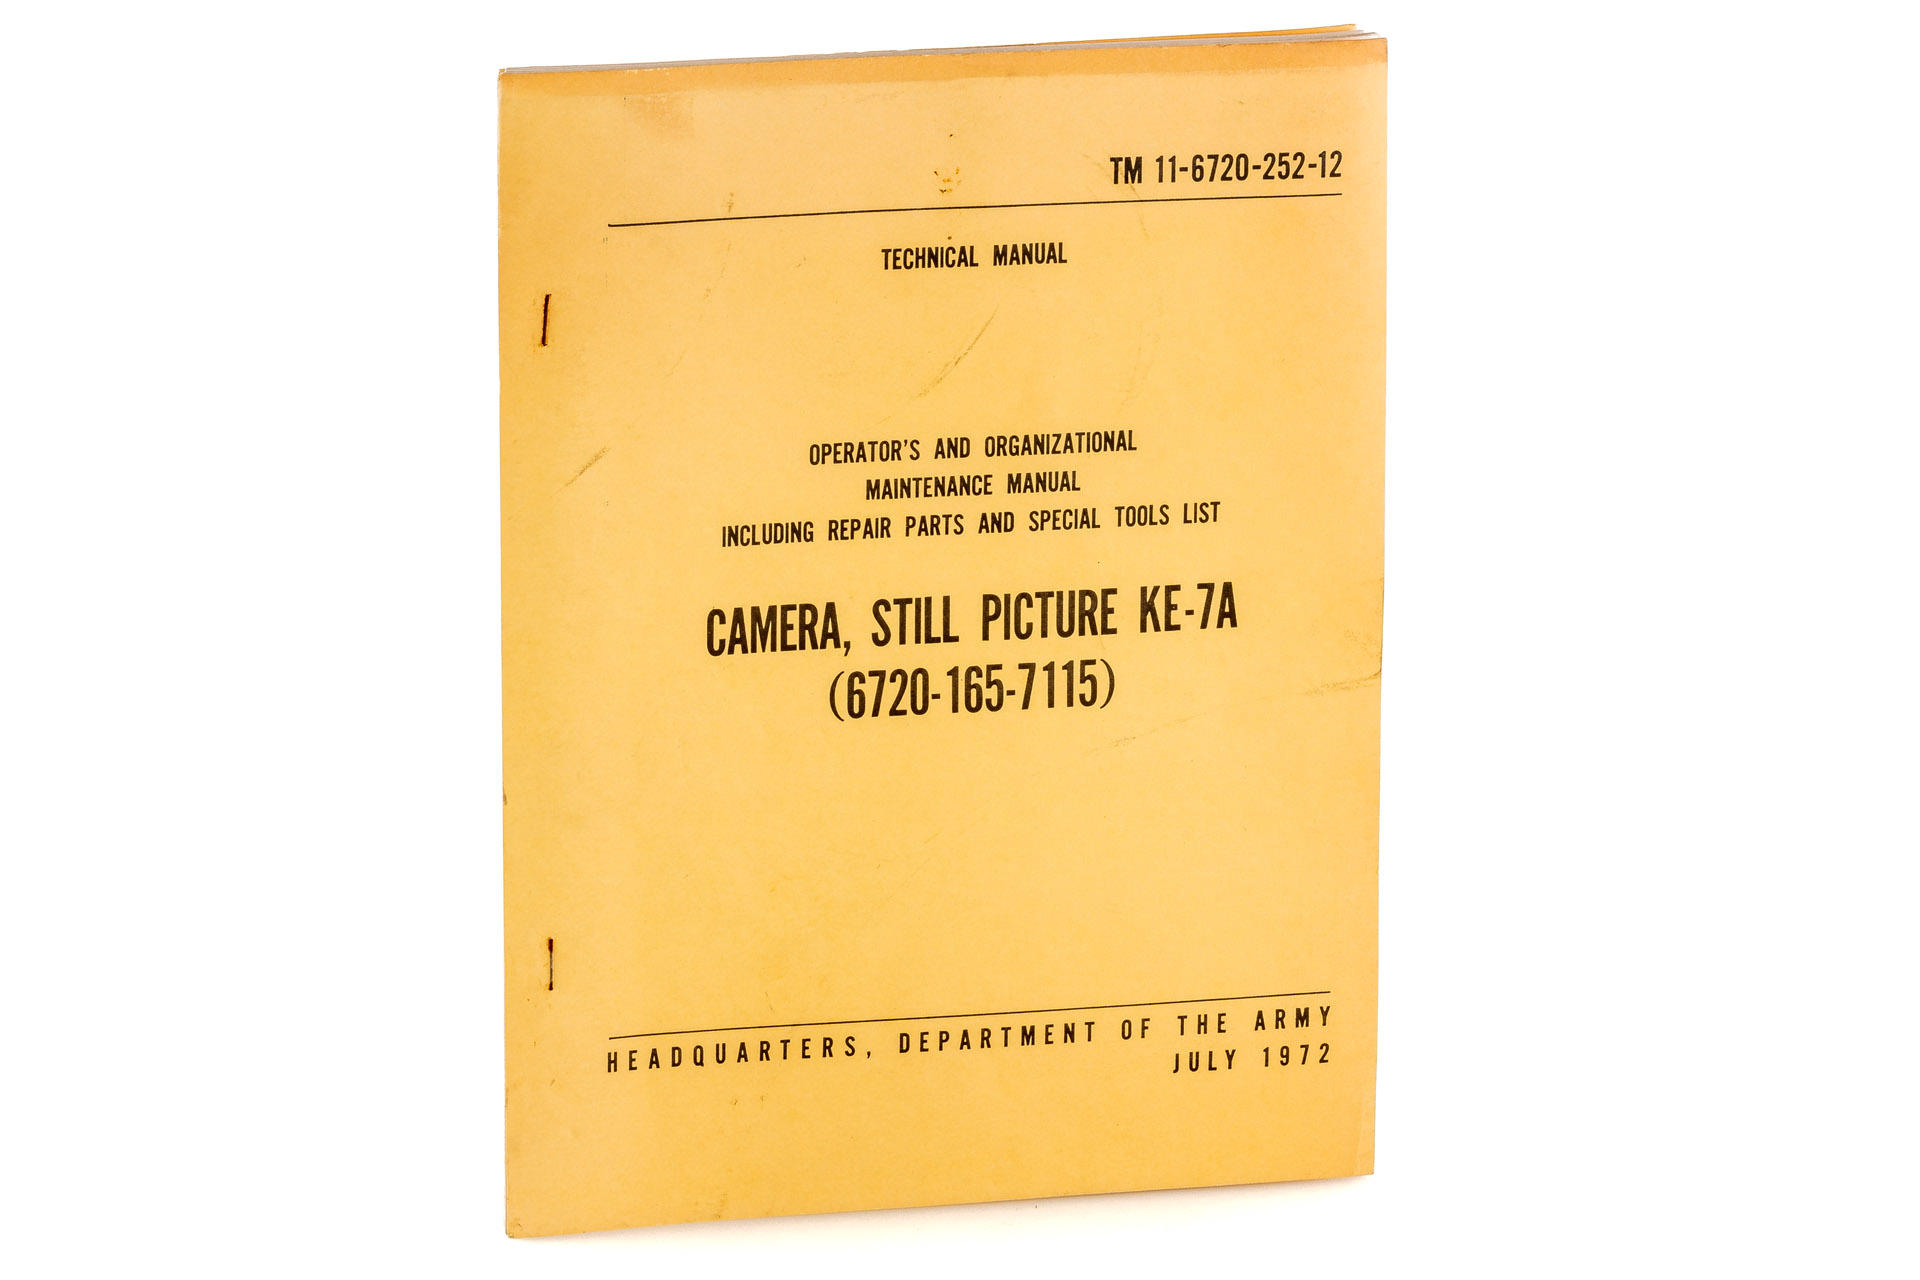 TM 11-6720-252-12
TECHNICAL MANUAL
OPERATOR'S AND ORGANIZATIONAL
MAINTENANCE MANUAL
INCLUDING REPAIR PARTS AND SPECIAL TOOLS LIST
CAMERA, STILL PICTURE KE-7A
(6720-165-7115)
HEADQUARTERS, DEPARTMENT OF THE ARMY
JULY 1972